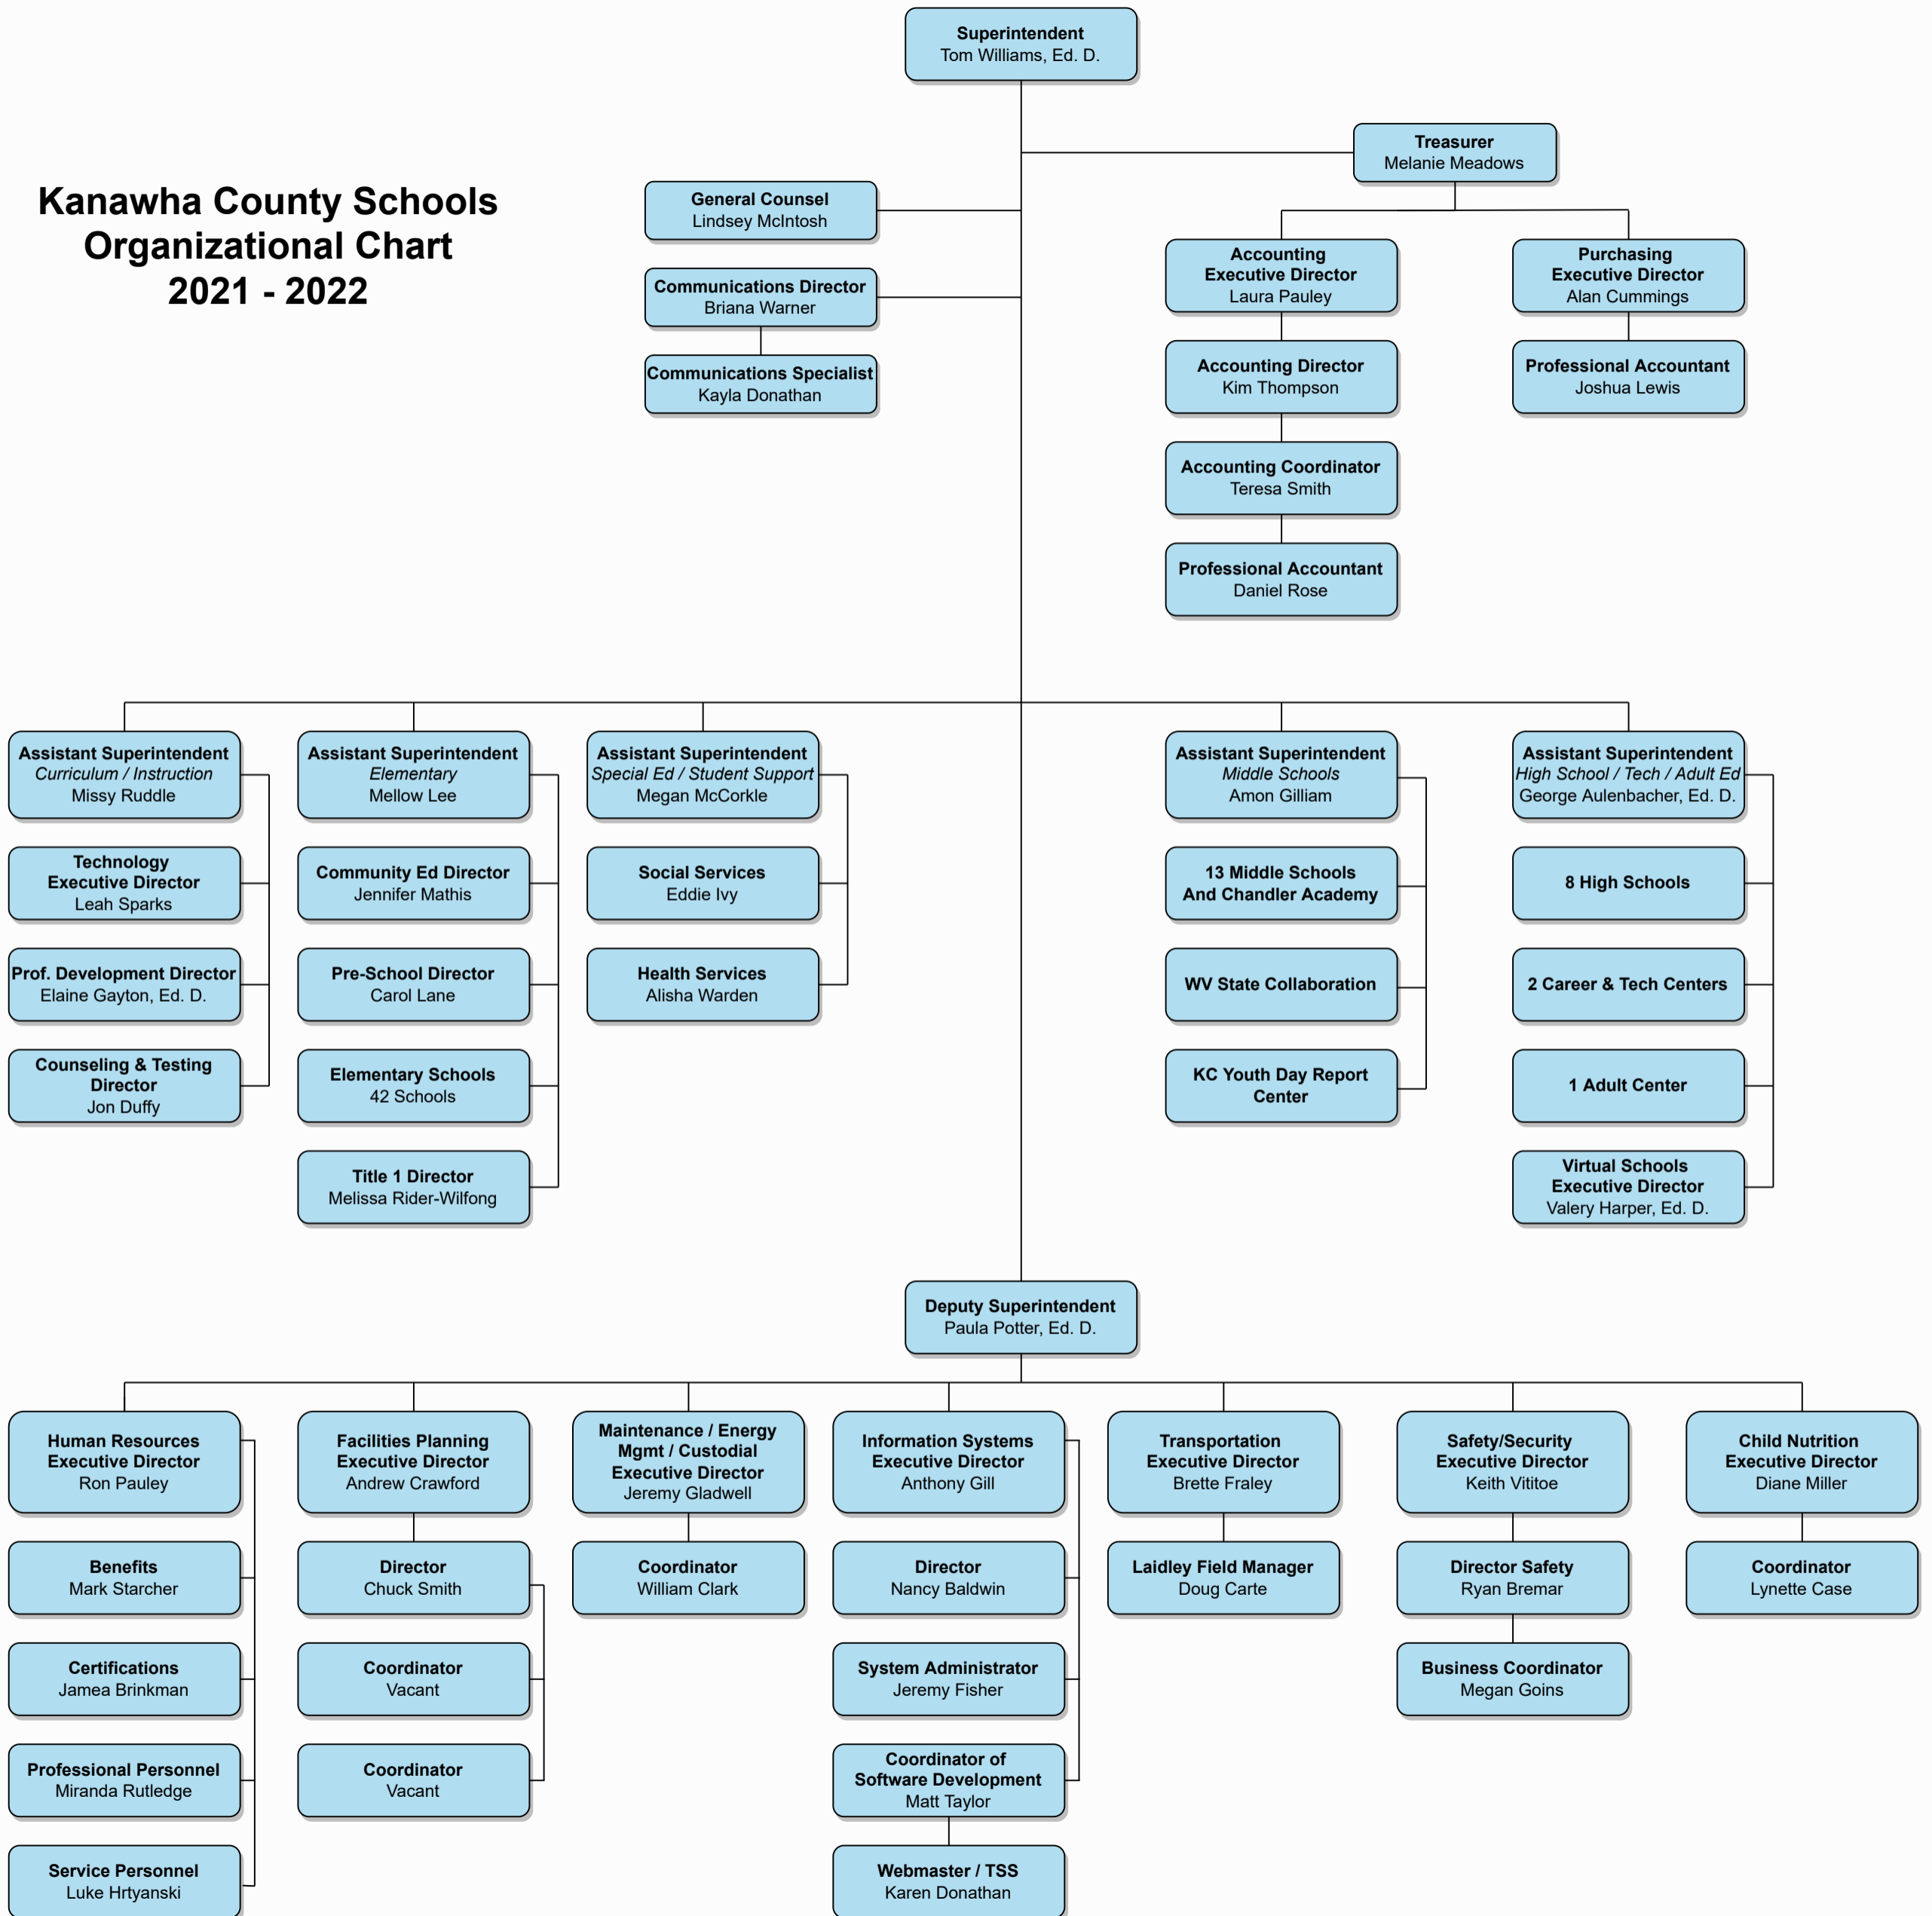 Superintendent
Tom Williams, Ed. D.
Treasurer
Melanie Meadows
Kanawha County Schools
Organizational Chart
2021 - 2022
General Counsel
Lindsey McIntosh
Communications Director
Briana Warner
Communications Specialist
Kayla Donathan
Accounting
Executive Director
Laura Pauley
Purchasing
Executive Director
Alan Cummings
Accounting Director
Kim Thompson
Professional Accountant
Joshua Lewis
Accounting Coordinator
Teresa Smith
Professional Accountant
Daniel Rose
Assistant Superintendent
Curriculum / Instruction
Missy Ruddle
Technology
Executive Director
Leah Sparks
Prof. Development Director
Elaine Gayton, Ed. D.
Counseling & Testing
Director
Jon Duffy
Assistant Superintendent
Elementary
Mellow Lee
Community Ed Director
Jennifer Mathis
Pre-School Director
Carol Lane
Elementary Schools
42 Schools
Title 1 Director
Melissa Rider-Wilfong
Assistant Superintendent
Special Ed / Student Support
Megan McCorkle
Social Services
Eddie Ivy
Health Services
Alisha Warden
Assistant Superintendent
Middle Schools
Amon Gilliam
13 Middle Schools
And Chandler Academy
WV State Collaboration
KC Youth Day Report
Center
Assistant Superintendent
High School / Tech / Adult Ed
George Aulenbacher, Ed. D.
8 High Schools
2 Career & Tech Centers
1 Adult Center
Virtual Schools
Executive Director
Valery Harper, Ed. D.
Deputy Superintendent
Paula Potter, Ed. D.
Human Resources
Executive Director
Ron Pauley
Benefits
Mark Starcher
Certifications
Jamea Brinkman
Professional Personnel
Miranda Rutledge
Service Personnel
Luke Hrtyanski
Facilities Planning
Executive Director
Andrew Crawford
Director
Chuck Smith
Coordinator
Vacant
Coordinator
Vacant
Maintenance / Energy
Mgmt / Custodial
Executive Director
Jeremy Gladwell
Coordinator
William Clark
Information Systems
Executive Director
Anthony Gill
Director
Nancy Baldwin
System Administrator
Jeremy Fisher
Coordinator of
Software Development
Matt Taylor
Webmaster / TSS
Karen Donathan
Transportation
Executive Director
Brette Fraley
Laidley Field Manager
Doug Carte
Safety/Security
Executive Director
Keith Vititoe
Director Safety
Ryan Bremar
Business Coordinator
Megan Goins
Child Nutrition
Executive Director
Diane Miller
Coordinator
Lynette Case